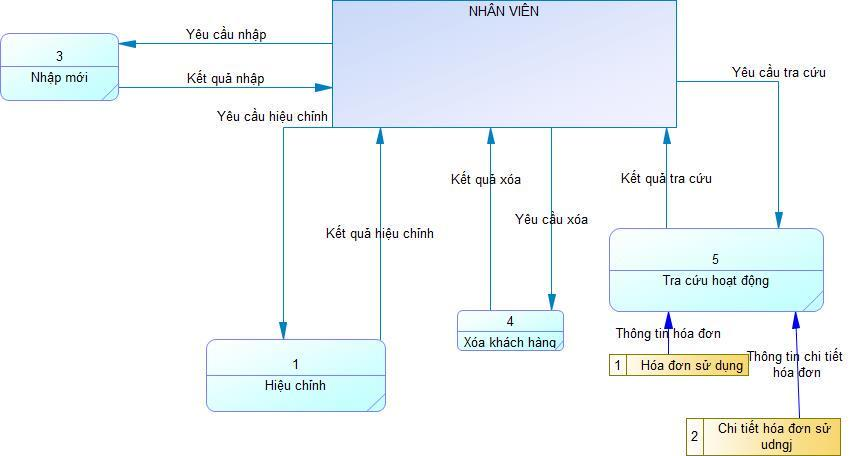 NHÂN VIÊN
Yêu cầu nhập
3
Nhập mới
Kết quả nhập
Yêu cầu tra cứu
Yêu cầu hiệu chỉnh
Kết quả xóa
Kết quả tra cứu
Yêu cầu xóa
Kết quã hiệu chỉnh
5
Tra cứu hoạt động
4
Xóa khách hàng
Thông tin hóa đơn
1
Hiệu chỉnh
1
Hóa đơn sử dụng
Thông tin chi tiết
hóa đơn
2
Chi tiết hóa đơn sử
udngj